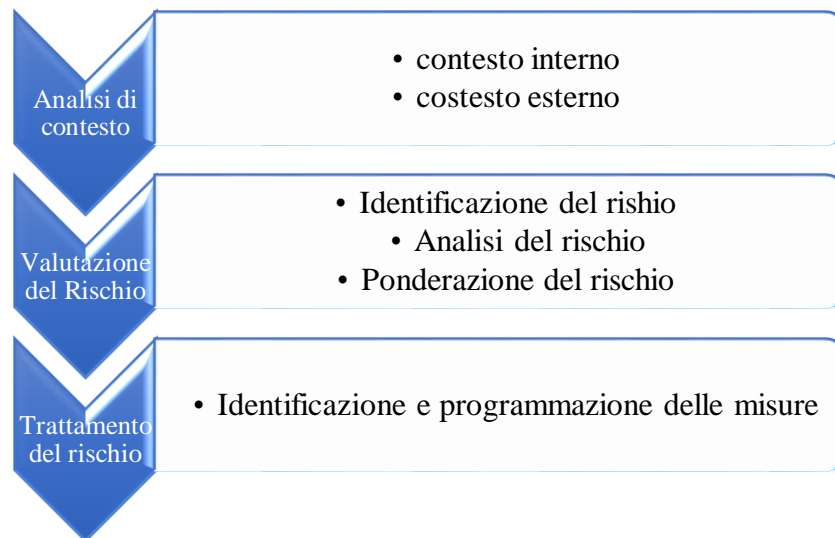 Analisi di
contesto
• contesto interno
• costesto esterno
Valutazione
del Rischio
• Identificazione del rishio
• Analisi del rischio
• Ponderazione del rischio
Trattamento
del rischio
• Identificazione e programmazione delle misure